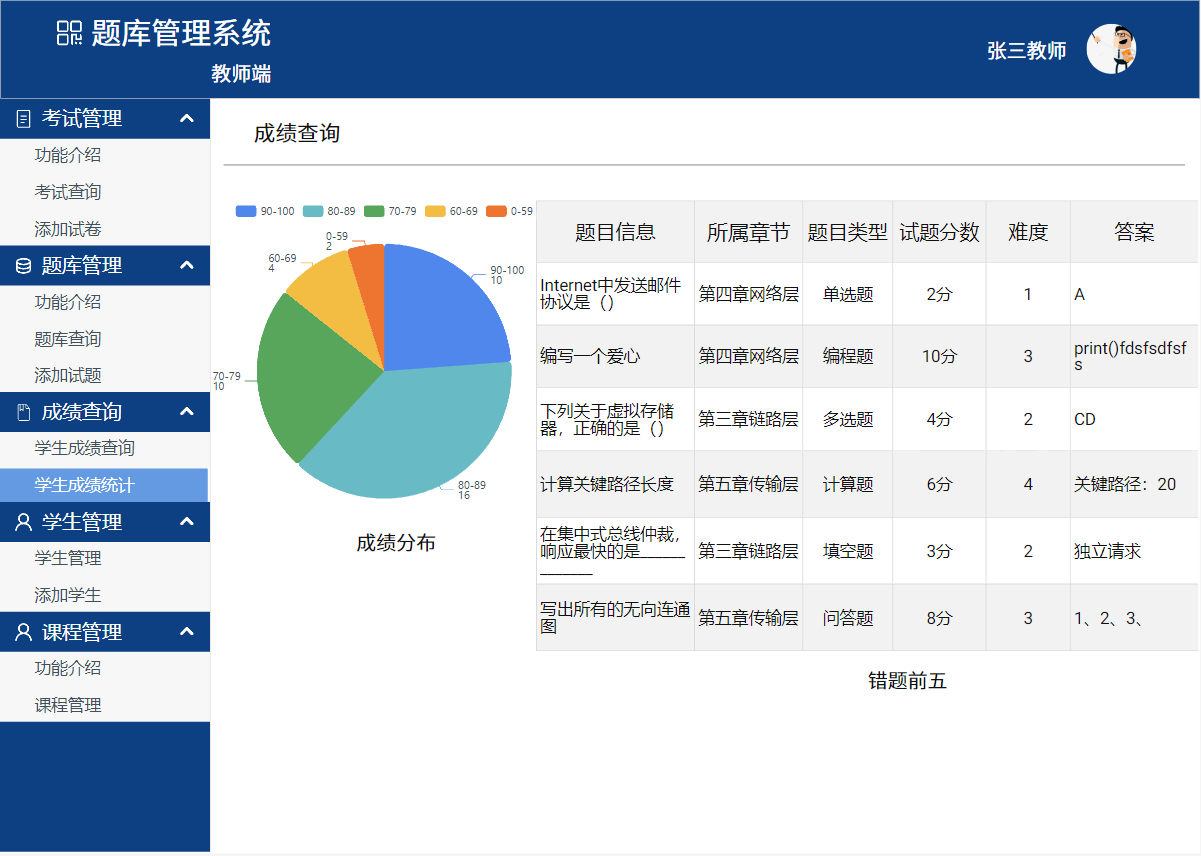 题库管理系统
教师端
张三教师
考试管理
功能介绍
考试查询
添加试卷
题库管理
功能介绍
题库查询
添加试题
成绩查询
学生成绩查询
学生成绩统计
学生管理
学生管理
添加学生
课程管理
功能介绍
课程管理
成绩查询
90-100 80-89 70-79 60-69 0-59
0-59
2
60-69
4
90-100
10
70-79
10
80-89
16
成绩分布
题目信息 所属章节 题目类型 试题分数 难度 答案
Internet中发送邮件
协议是（）
第四章网络层 单选题 2分 1 A
编写一个爱心 第四章网络层 编程题 10分 3
print()fdsfsdfsf
s
下列关于虚拟存储
器，正确的是（）
第三章链路层 多选题 4分 2 CD
计算关键路径长度 第五章传输层 计算题 6分 4 关键路径：20
在集中式总线仲裁，
响应最快的是______
_______
第三章链路层 填空题 3分 2 独立请求
写出所有的无向连通
图
第五章传输层 问答题 8分 3 1、2、3、
错题前五